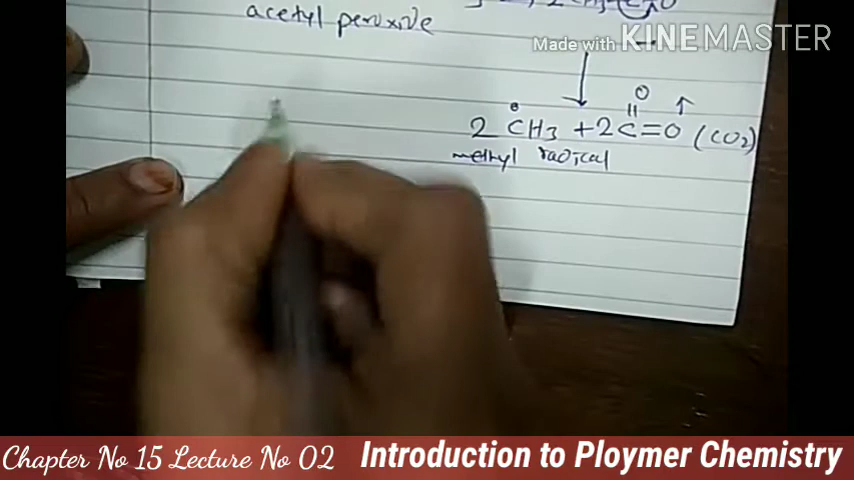 acetyl peroxide
Made with KINEMASTER
O ↑
2 ĊH3 + 2 C = O (CO2)
methyl radical
Chapter No 15 Lecture No 02 Introduction to Ploymer Chemistry